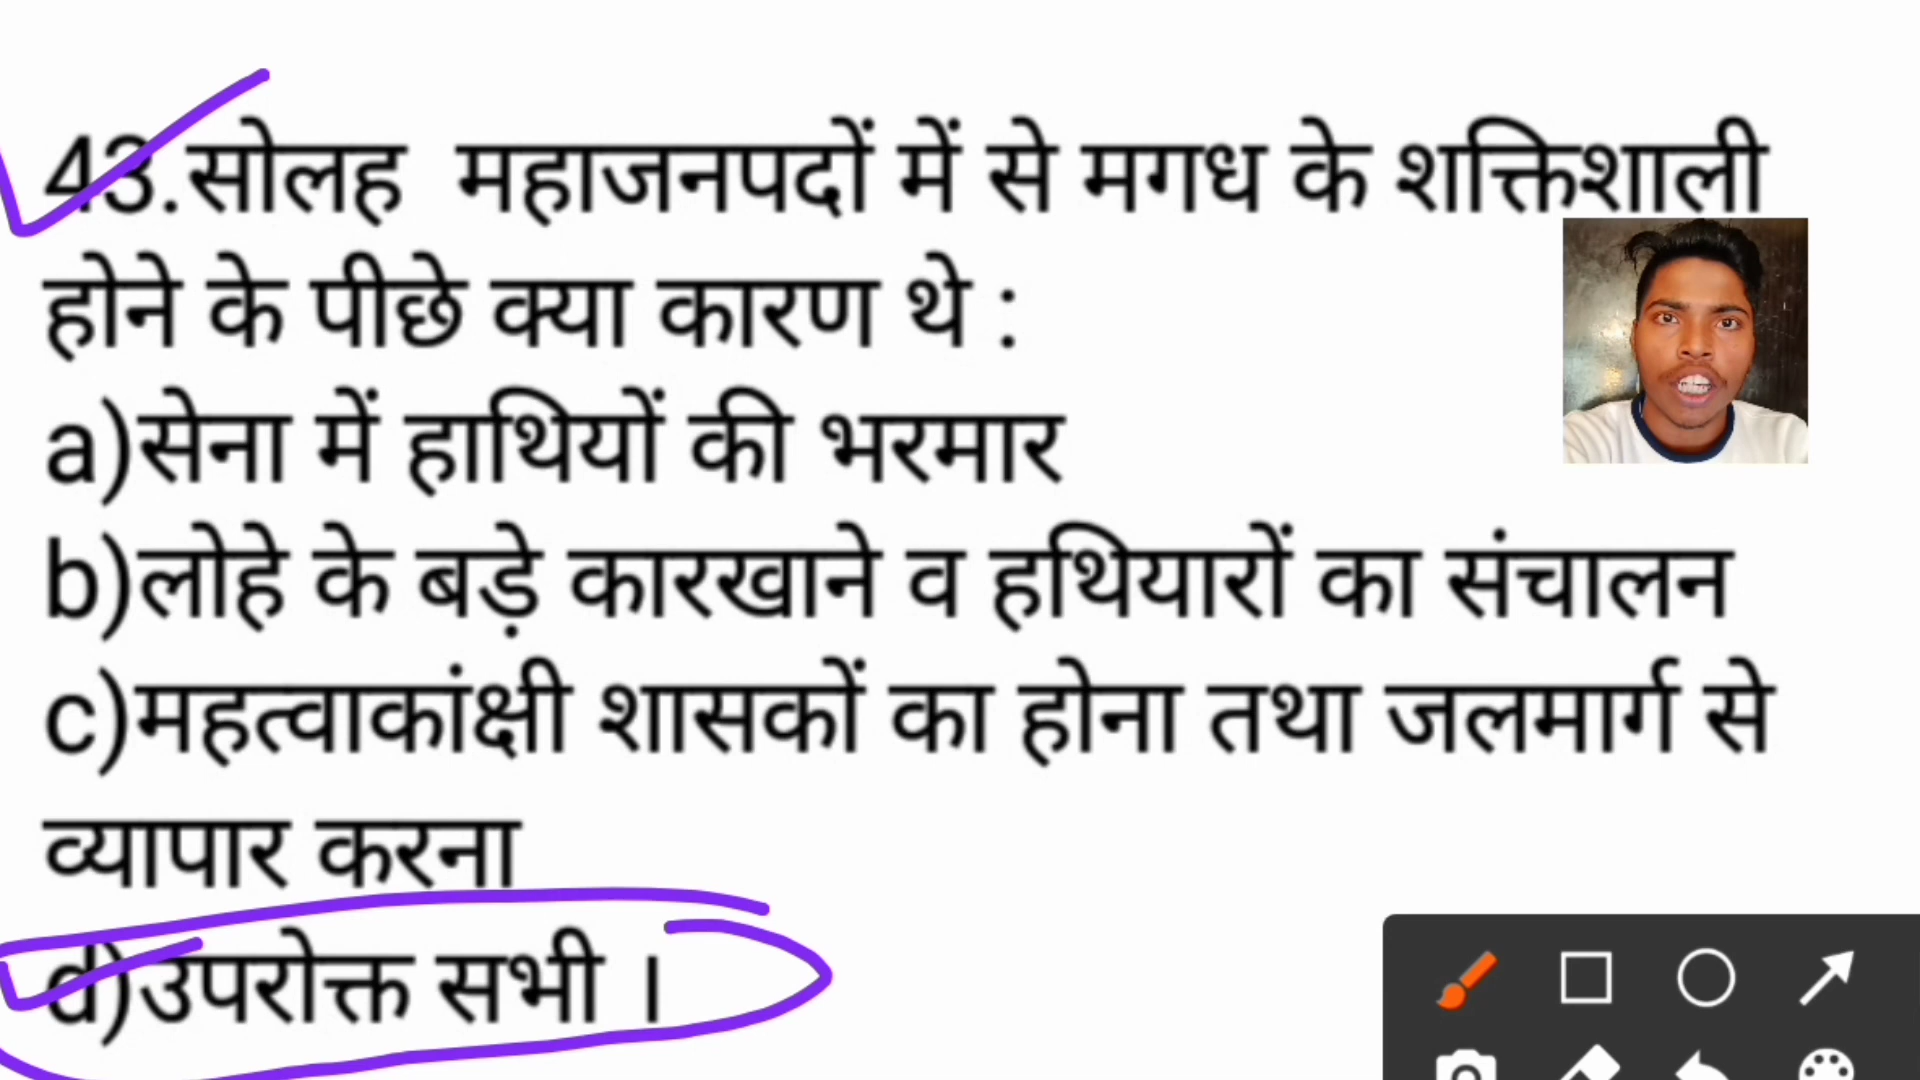 43.सोलह महाजनपदों में से मगध के शक्तिशाली
होने के पीछे क्या कारण थे :
a)सेना में हाथियों की भरमार
b)लोहे के बड़े कारखाने व हथियारों का संचालन
c)महत्वाकांक्षी शासकों का होना तथा जलमार्ग से
व्यापार करना
d)उपरोक्त सभी ।